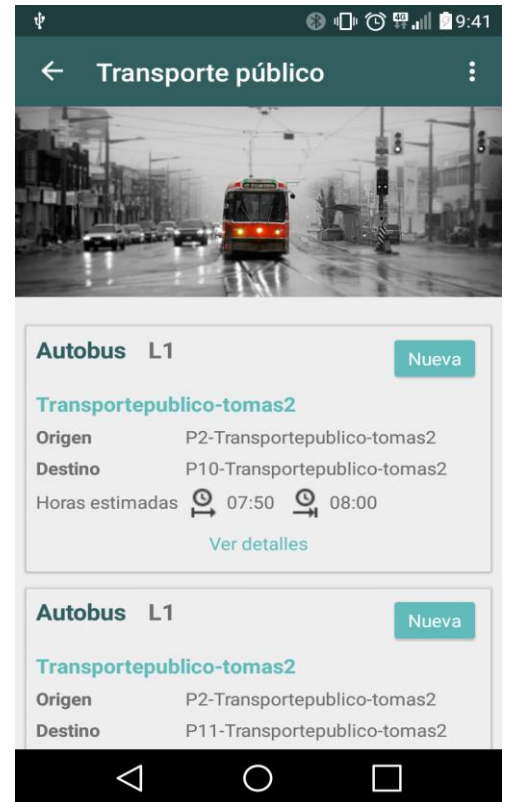 4G 9:41
Transporte público
Autobus L1
Nueva
Transportepublico-tomas2
Origen P2-Transportepublico-tomas2
Destino P10-Transportepublico-tomas2
Horas estimadas 07:50 08:00
Ver detalles
Autobus L1
Nueva
Transportepublico-tomas2
Origen P2-Transportepublico-tomas2
Destino P11-Transportepublico-tomas2